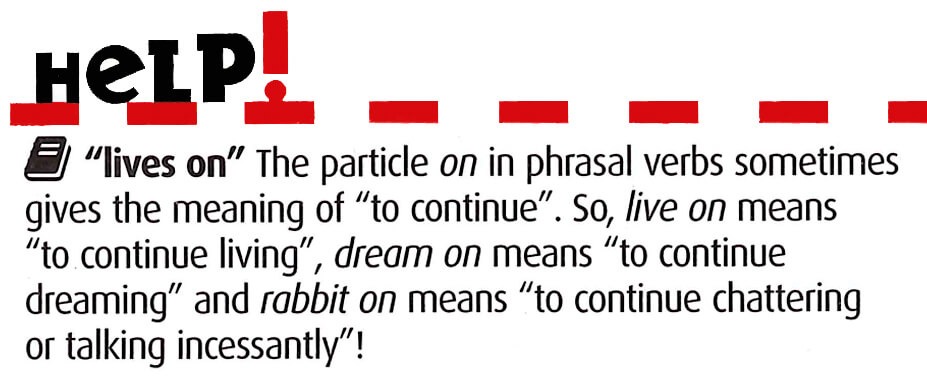 HeLP!
“lives on” The particle on in phrasal verbs sometimes
gives the meaning of “to continue”. So, live on means
“to continue living”, dream on means “to continue
dreaming” and rabbit on means “to continue chattering
or talking incessantly”!